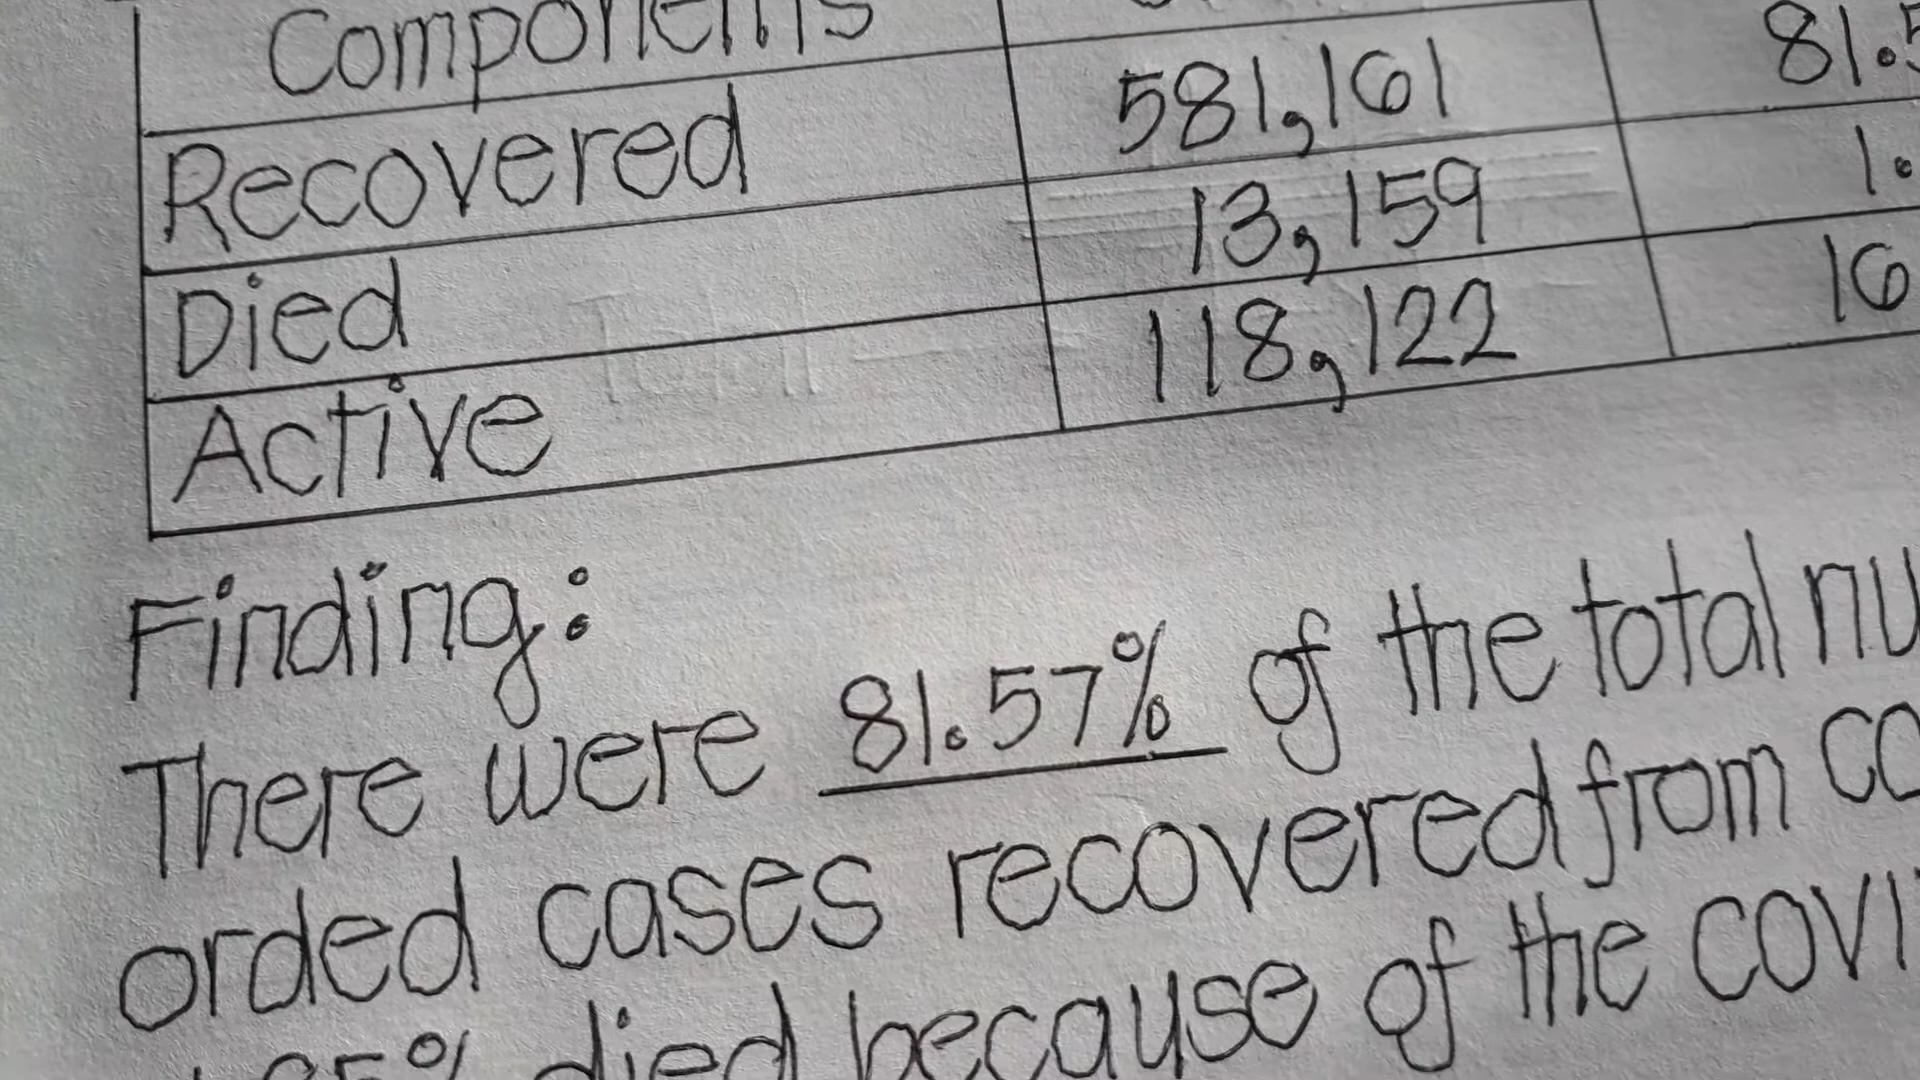 Components
581,161 81.5
Recovered
13,159 1.
Died
118,122 16
Active
Finding:
There were 81.57% of the total nu
orded cases recovered from co
died because of the covi